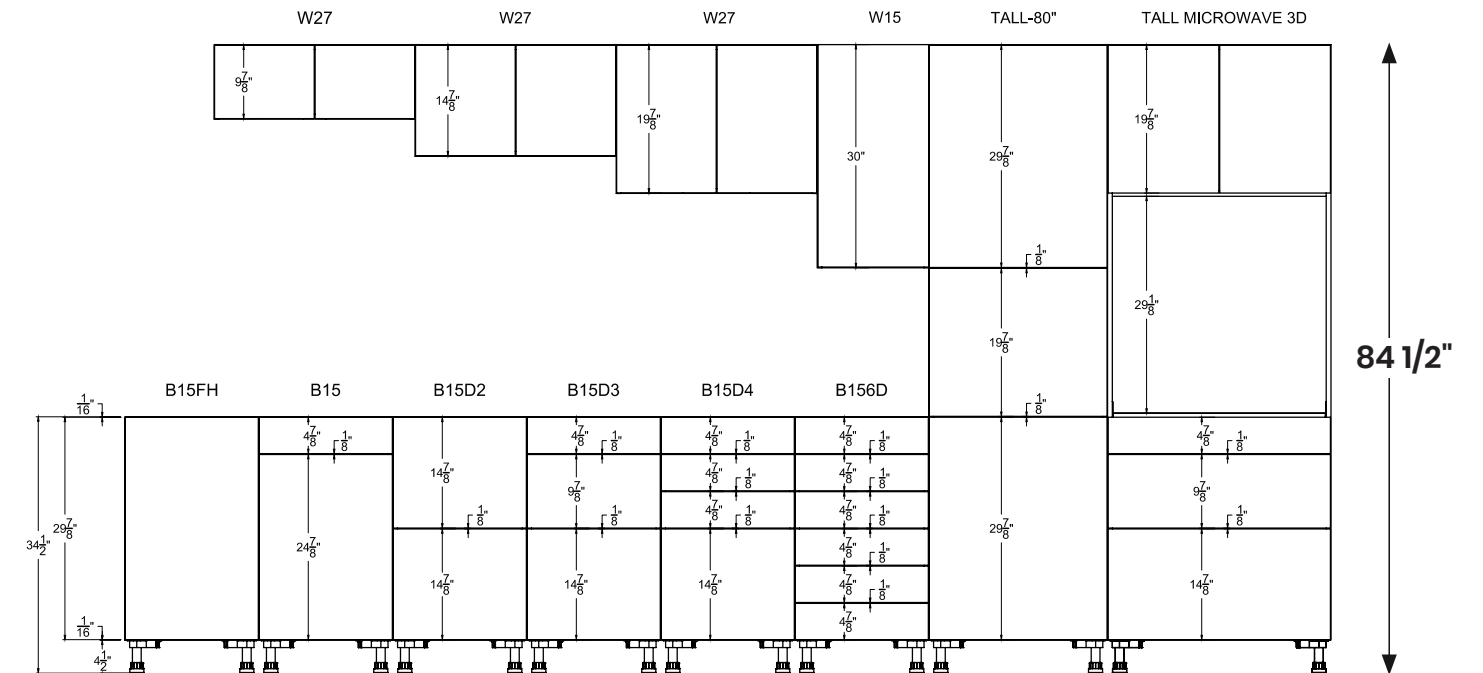 W27 W27 W27 W15 TALL-80" TALL MICROWAVE 3D
9 7/8" 14 7/8" 19 7/8" 30" 29 7/8" 19 7/8"
1/8"
29 1/8"
19 7/8"
84 1/2"
B15FH B15 B15D2 B15D3 B15D4 B156D
1/16" 1/8"
4 7/8" 1/8" 4 7/8" 1/8" 4 7/8" 1/8" 4 7/8" 1/8" 4 7/8" 1/8"
14 7/8" 9 7/8" 4 7/8" 1/8" 4 7/8" 1/8" 9 7/8"
34 1/2" 29 7/8" 1/8" 1/8" 4 7/8" 1/8" 4 7/8" 1/8" 29 7/8" 1/8"
24 7/8" 4 7/8" 1/8"
14 7/8" 14 7/8" 14 7/8" 4 7/8" 1/8" 14 7/8"
4 7/8"
1/16"
4 1/2"